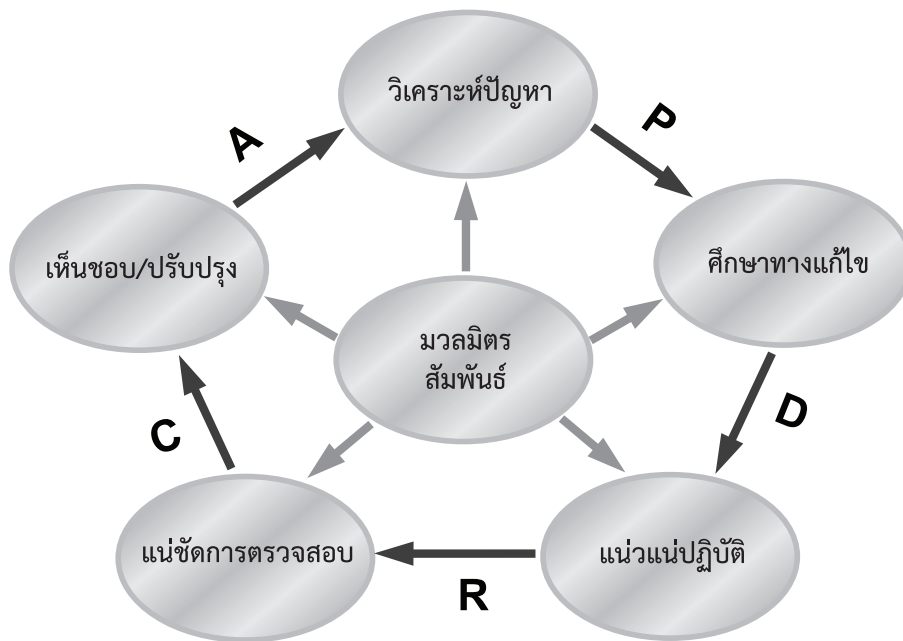 วิเคราะห์ปัญหา
A
P
เห็นชอบ/ปรับปรุง
ศึกษาทางแก้ไข
มวลมิตร
สัมพันธ์
C
D
แน่ชัดการตรวจสอบ
แน่วแน่ปฏิบัติ
R